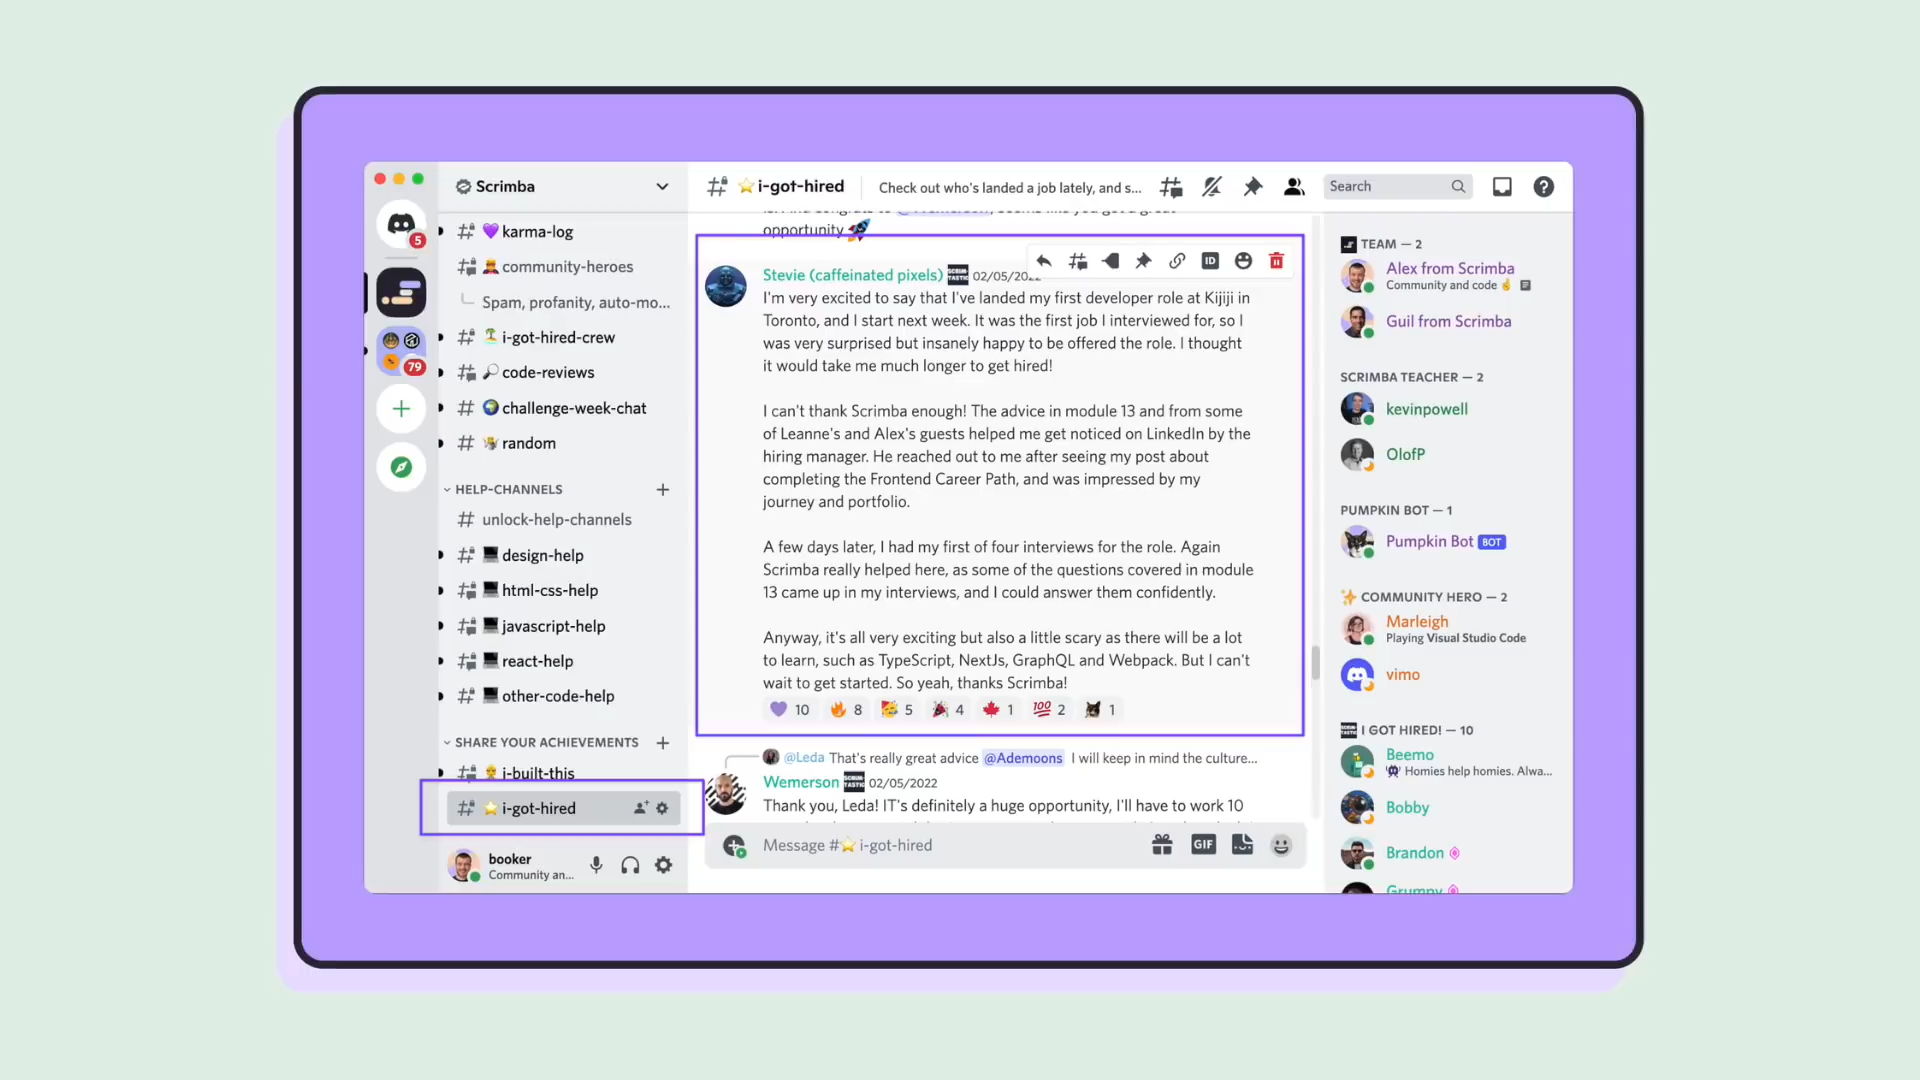 Scrimba
5
79
karma-log
community-heroes
Spam, profanity, auto-mo...
i-got-hired-crew
code-reviews
challenge-week-chat
random
HELP-CHANNELS
unlock-help-channels
design-help
html-css-help
javascript-help
react-help
other-code-help
SHARE YOUR ACHIEVEMENTS
i-built-this
i-got-hired
booker
Community an...
i-got-hired
Check out who's landed a job lately, and s...
Search
opportunity
Stevie (caffeinated pixels) SCRIM-TASTIC 02/05/2022
ID
I'm very excited to say that I've landed my first developer role at Kijiji in
Toronto, and I start next week. It was the first job I interviewed for, so I
was very surprised but insanely happy to be offered the role. I thought
it would take me much longer to get hired!
I can't thank Scrimba enough! The advice in module 13 and from some
of Leanne's and Alex's guests helped me get noticed on LinkedIn by the
hiring manager. He reached out to me after seeing my post about
completing the Frontend Career Path, and was impressed by my
journey and portfolio.
A few days later, I had my first of four interviews for the role. Again
Scrimba really helped here, as some of the questions covered in module
13 came up in my interviews, and I could answer them confidently.
Anyway, it's all very exciting but also a little scary as there will be a lot
to learn, such as TypeScript, NextJs, GraphQL and Webpack. But I can't
wait to get started. So yeah, thanks Scrimba!
10 8 5 4 1 100 2 1
@Leda That's really great advice @Ademoons I will keep in mind the culture...
Wemerson SCRIM-TASTIC 02/05/2022
Thank you, Leda! IT's definitely a huge opportunity, I'll have to work 10
Message # i-got-hired
GIF
TEAM — 2
Alex from Scrimba
Community and code
Guil from Scrimba
SCRIMBA TEACHER — 2
kevinpowell
OlofP
PUMPKIN BOT — 1
Pumpkin Bot BOT
COMMUNITY HERO — 2
Marleigh
Playing Visual Studio Code
vimo
I GOT HIRED! — 10
Beemo
Homies help homies. Alwa...
Bobby
Brandon
Grumpy